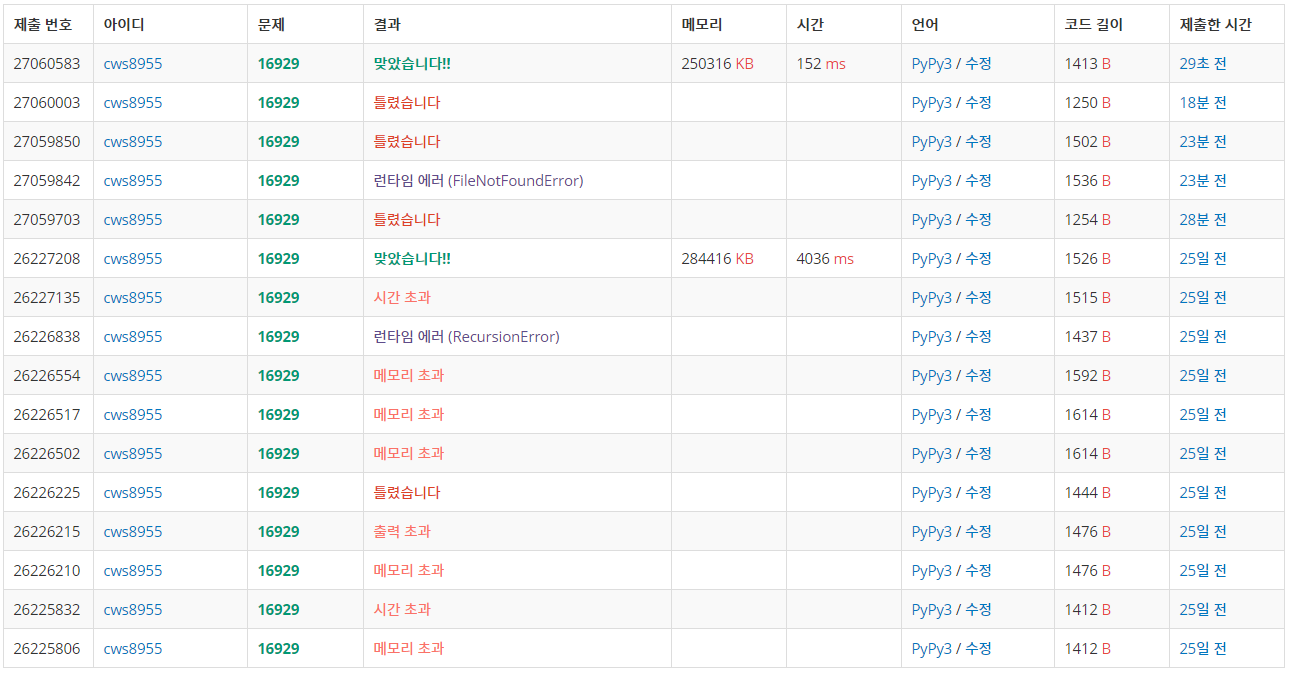 제출 번호 아이디 문제 결과 메모리 시간 언어 코드 길이 제출한 시간
27060583 cws8955 16929 맞았습니다!! 250316 KB 152 ms PyPy3 / 수정 1413 B 29초 전
27060003 cws8955 16929 틀렸습니다 PyPy3 / 수정 1250 B 18분 전
27059850 cws8955 16929 틀렸습니다 PyPy3 / 수정 1502 B 23분 전
27059842 cws8955 16929 런타임 에러 (FileNotFoundError) PyPy3 / 수정 1536 B 23분 전
27059703 cws8955 16929 틀렸습니다 PyPy3 / 수정 1254 B 28분 전
26227208 cws8955 16929 맞았습니다!! 284416 KB 4036 ms PyPy3 / 수정 1526 B 25일 전
26227135 cws8955 16929 시간 초과 PyPy3 / 수정 1515 B 25일 전
26226838 cws8955 16929 런타임 에러 (RecursionError) PyPy3 / 수정 1437 B 25일 전
26226554 cws8955 16929 메모리 초과 PyPy3 / 수정 1592 B 25일 전
26226517 cws8955 16929 메모리 초과 PyPy3 / 수정 1614 B 25일 전
26226502 cws8955 16929 메모리 초과 PyPy3 / 수정 1614 B 25일 전
26226225 cws8955 16929 틀렸습니다 PyPy3 / 수정 1444 B 25일 전
26226215 cws8955 16929 출력 초과 PyPy3 / 수정 1476 B 25일 전
26226210 cws8955 16929 메모리 초과 PyPy3 / 수정 1476 B 25일 전
26225832 cws8955 16929 시간 초과 PyPy3 / 수정 1412 B 25일 전
26225806 cws8955 16929 메모리 초과 PyPy3 / 수정 1412 B 25일 전